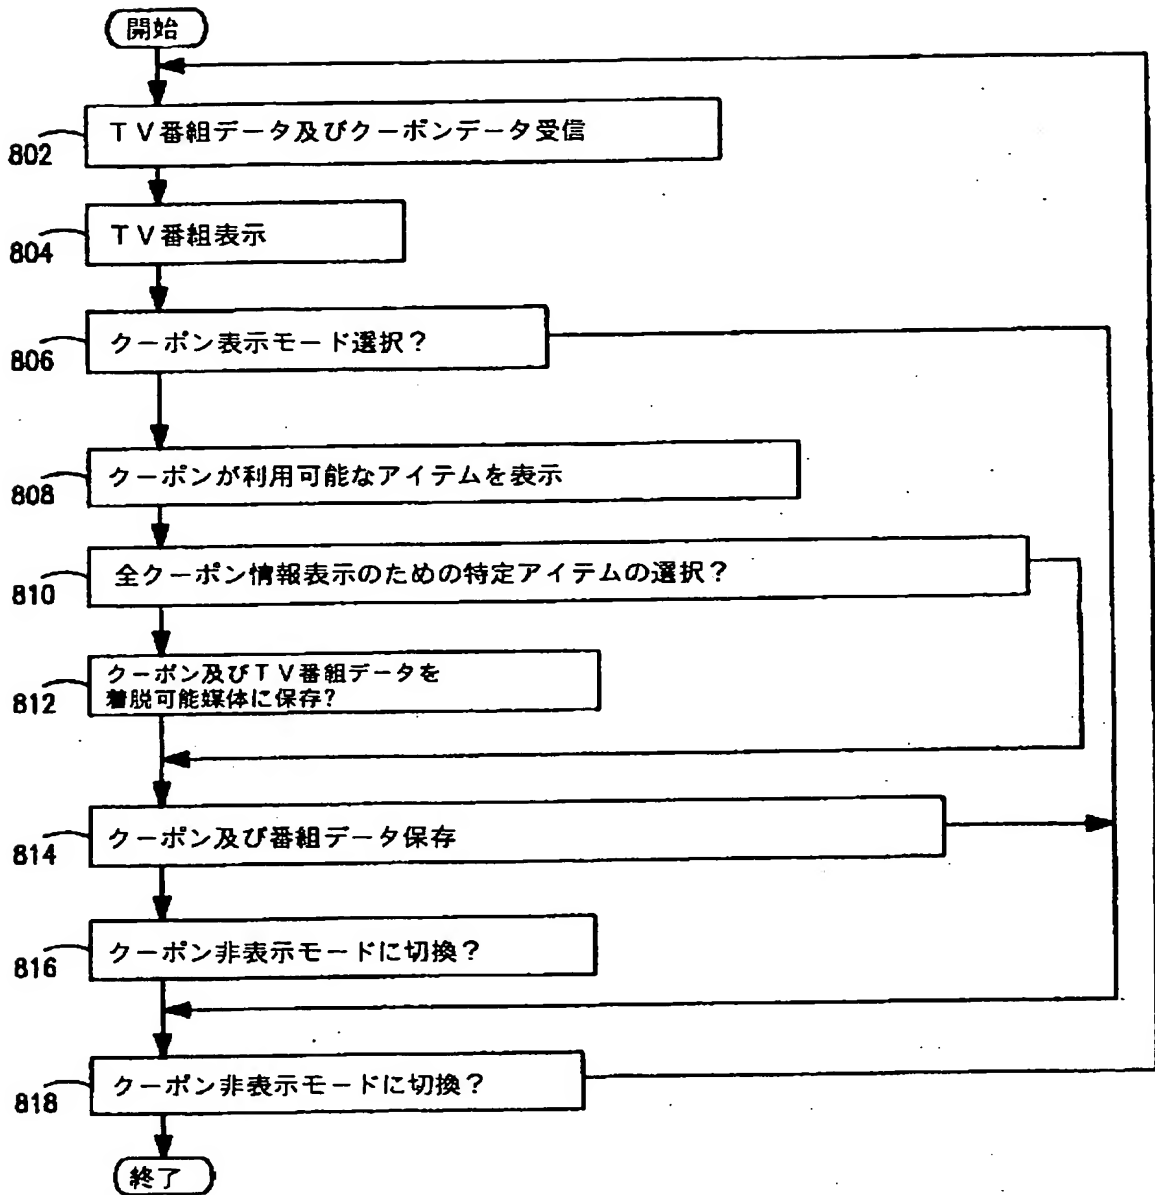 開始
TV番組データ及びクーポンデータ受信
802
TV番組表示
804
クーポン表示モード選択?
806
クーポンが利用可能なアイテムを表示
808
全クーポン情報表示のための特定アイテムの選択?
810
クーポン及びTV番組データを
着脱可能媒体に保存?
812
クーポン及び番組データ保存
814
クーポン非表示モードに切換?
816
クーポン非表示モードに切換?
818
終了